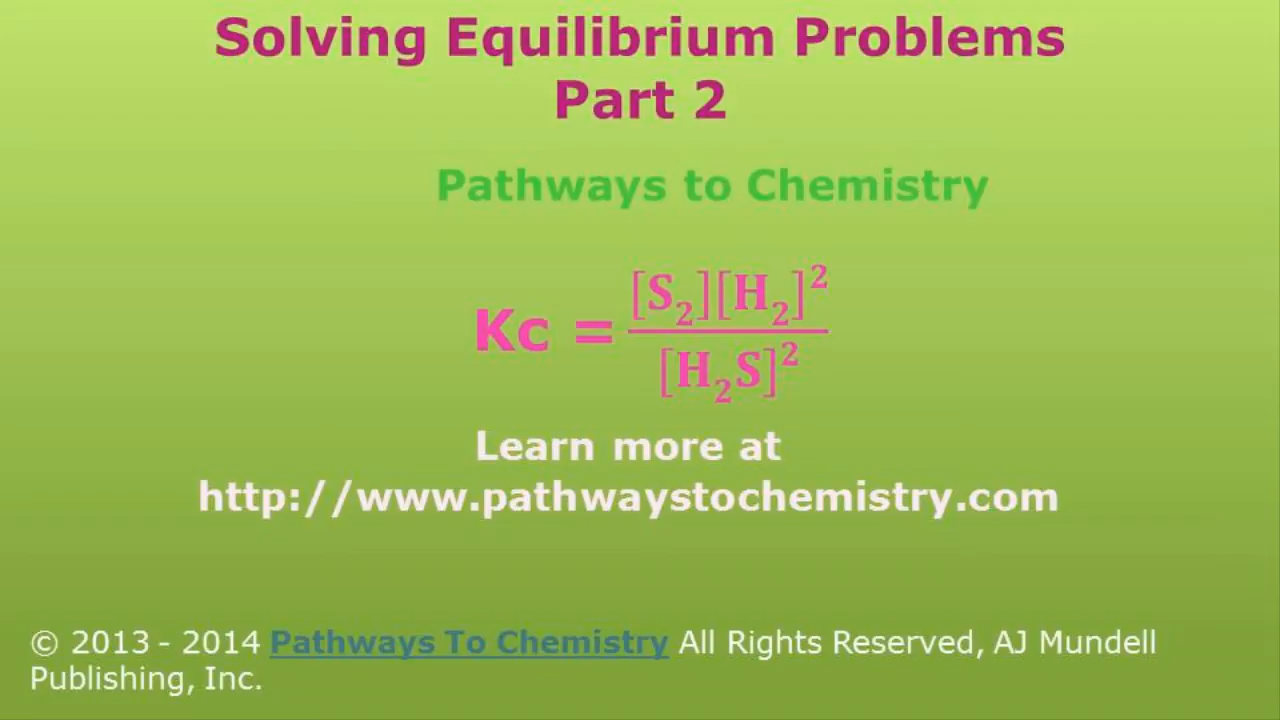 Solving Equilibrium Problems
Part 2
Pathways to Chemistry
Kc = [S₂][H₂]² / [H₂S]²
Learn more at
http://www.pathwaystochemistry.com
© 2013 - 2014 Pathways To Chemistry All Rights Reserved, AJ Mundell
Publishing, Inc.